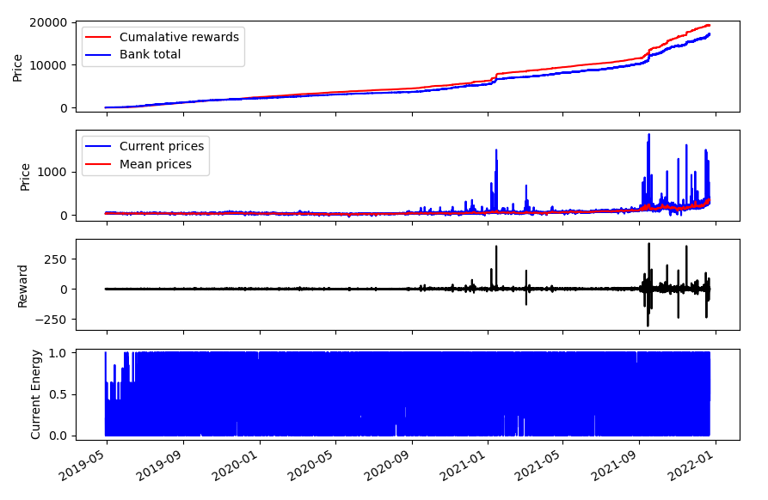 20000
10000
0
Price
Cumalative rewards
Bank total
1000
0
Price
Current prices
Mean prices
250
0
−250
Reward
1.0
0.5
0.0
Current Energy
2019-05
2019-09
2020-01
2020-05
2020-09
2021-01
2021-05
2021-09
2022-01